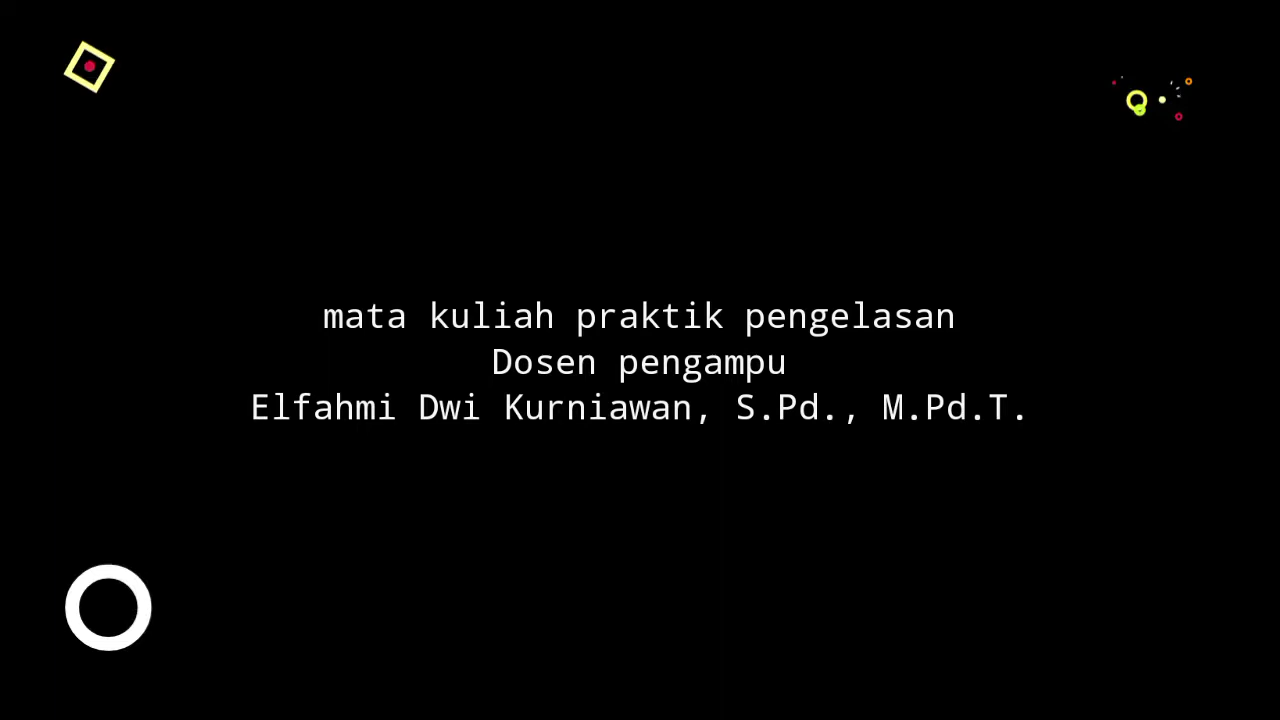 mata kuliah praktik pengelasan
Dosen pengampu
Elfahmi Dwi Kurniawan, S.Pd., M.Pd.T.